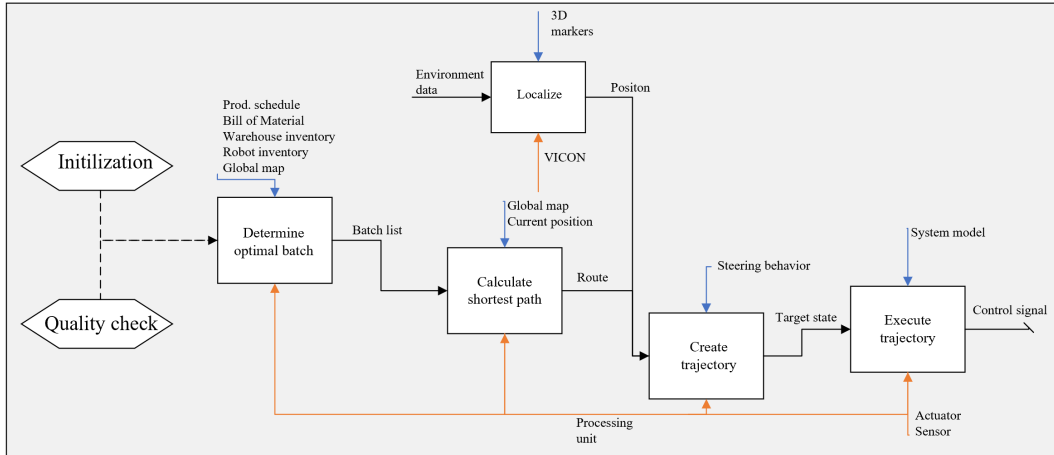 3D
markers
Environment
data
Localize
Positon
Prod. schedule
Bill of Material
Warehouse inventory
Robot inventory
Global map
Initilization
VICON
Global map
Current position
Determine
optimal batch
Batch list
System model
Calculate
shortest path
Route
Steering behavior
Quality check
Create
trajectory
Target state
Execute
trajectory
Control signal
Processing
unit
Actuator
Sensor